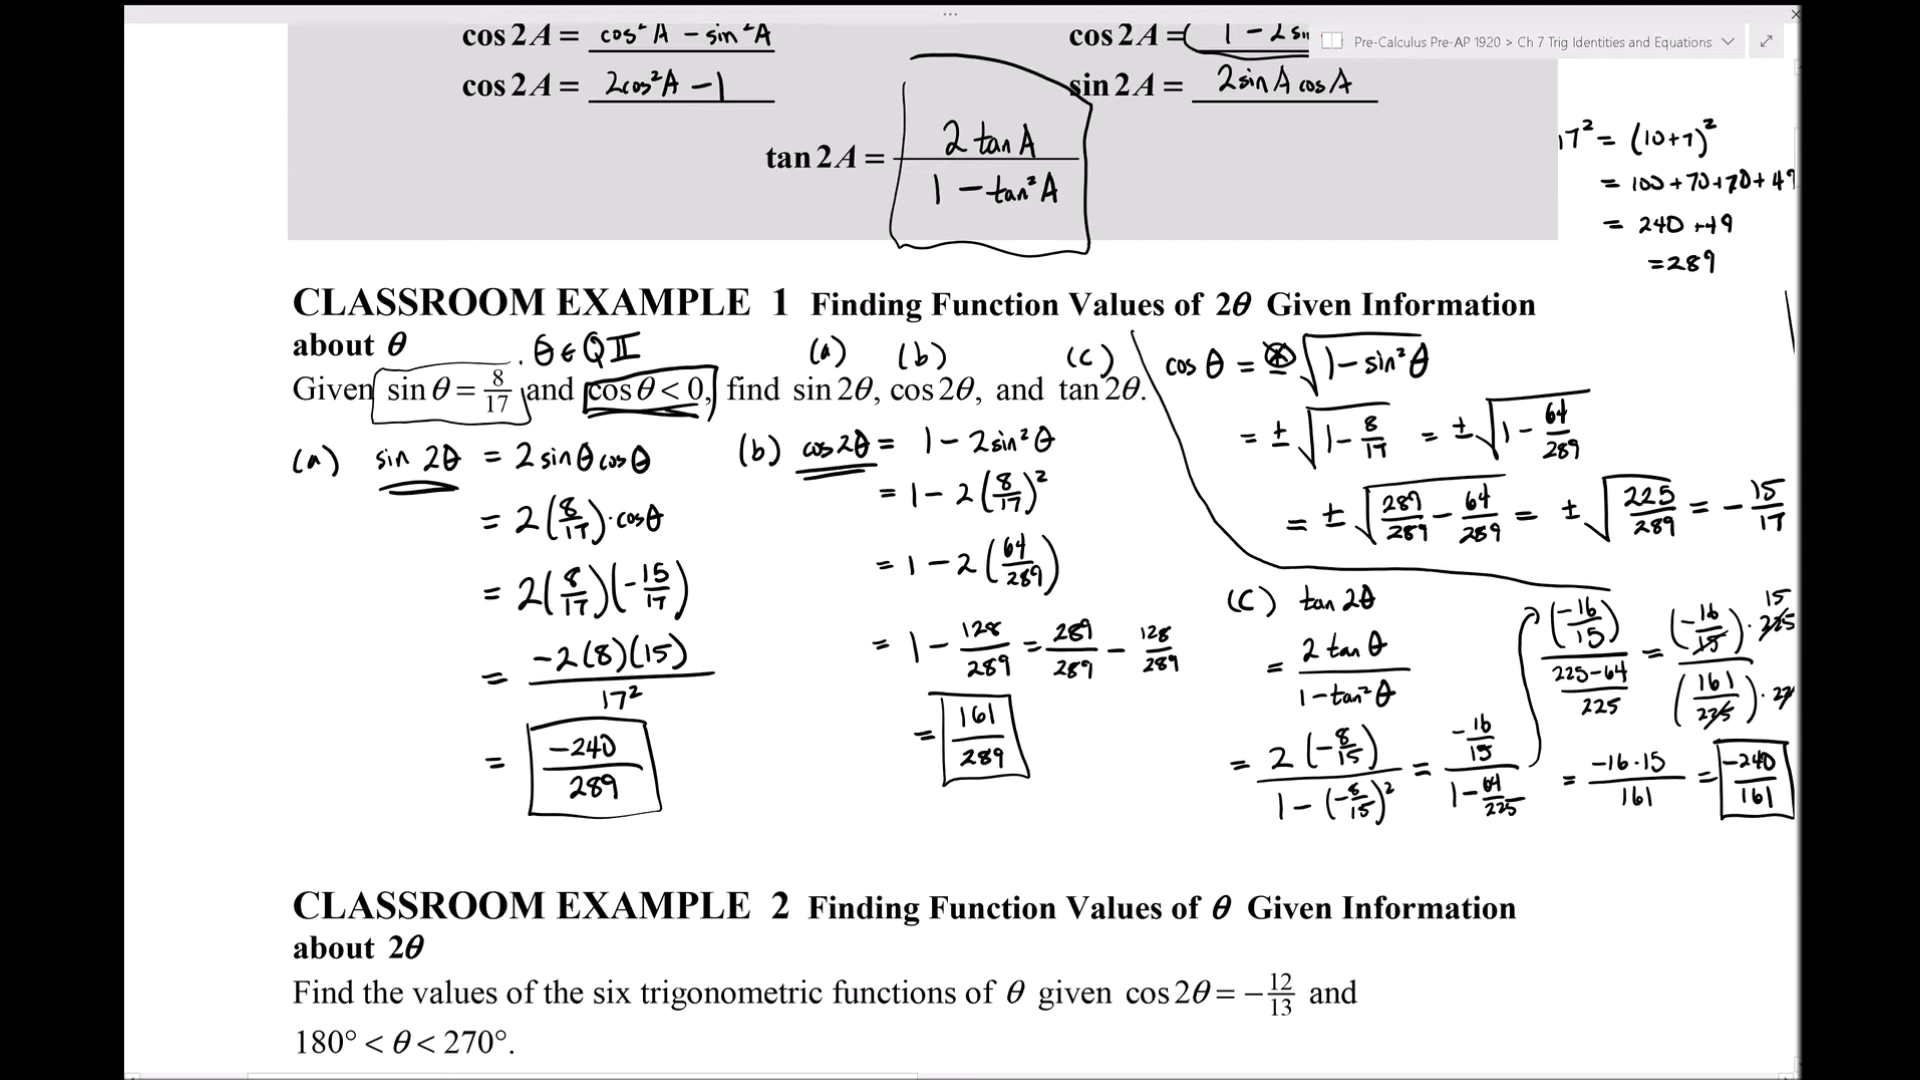 cos 2A = cos²A − sin²A
cos 2A = 1 − 2 si
Pre-Calculus Pre-AP 1920 > Ch 7 Trig Identities and Equations
cos 2A = 2cos²A − 1
sin 2A = 2 sin A cos A
tan 2A = 2 tan A / 1 − tan²A
17² = (10+7)²
= 100+70+70+49
= 240+49
= 289
CLASSROOM EXAMPLE 1 Finding Function Values of 2θ Given Information
about θ
. θ ∈ QII
(a) (b) (c)
Given sin θ = 8/17 and cos θ < 0, find sin 2θ, cos 2θ, and tan 2θ.
cos θ = ± √(1 − sin²θ)
= ± √(1 − 8/17) = ± √(1 − 64/289)
= ± √(289/289 − 64/289) = ± √(225/289) = − 15/17
(a) sin 2θ = 2 sin θ cos θ
= 2(8/17)·cos θ
= 2(8/17)(−15/17)
= −2(8)(15) / 17²
= −240/289
(b) cos 2θ = 1 − 2 sin²θ
= 1 − 2(8/17)²
= 1 − 2(64/289)
= 1 − 128/289 = 289/289 − 128/289
= 161/289
(c) tan 2θ
= 2 tan θ / 1 − tan²θ
= 2(−8/15) / 1 − (−8/15)² = −16/15 / 1 − 64/225
(−16/15) / 225−64/225 = (−16/15) · 225 15 / (161/225) · 22
= −16·15 / 161 = −240/161
CLASSROOM EXAMPLE 2 Finding Function Values of θ Given Information
about 2θ
Find the values of the six trigonometric functions of θ given cos 2θ = −12/13 and
180° < θ < 270°.